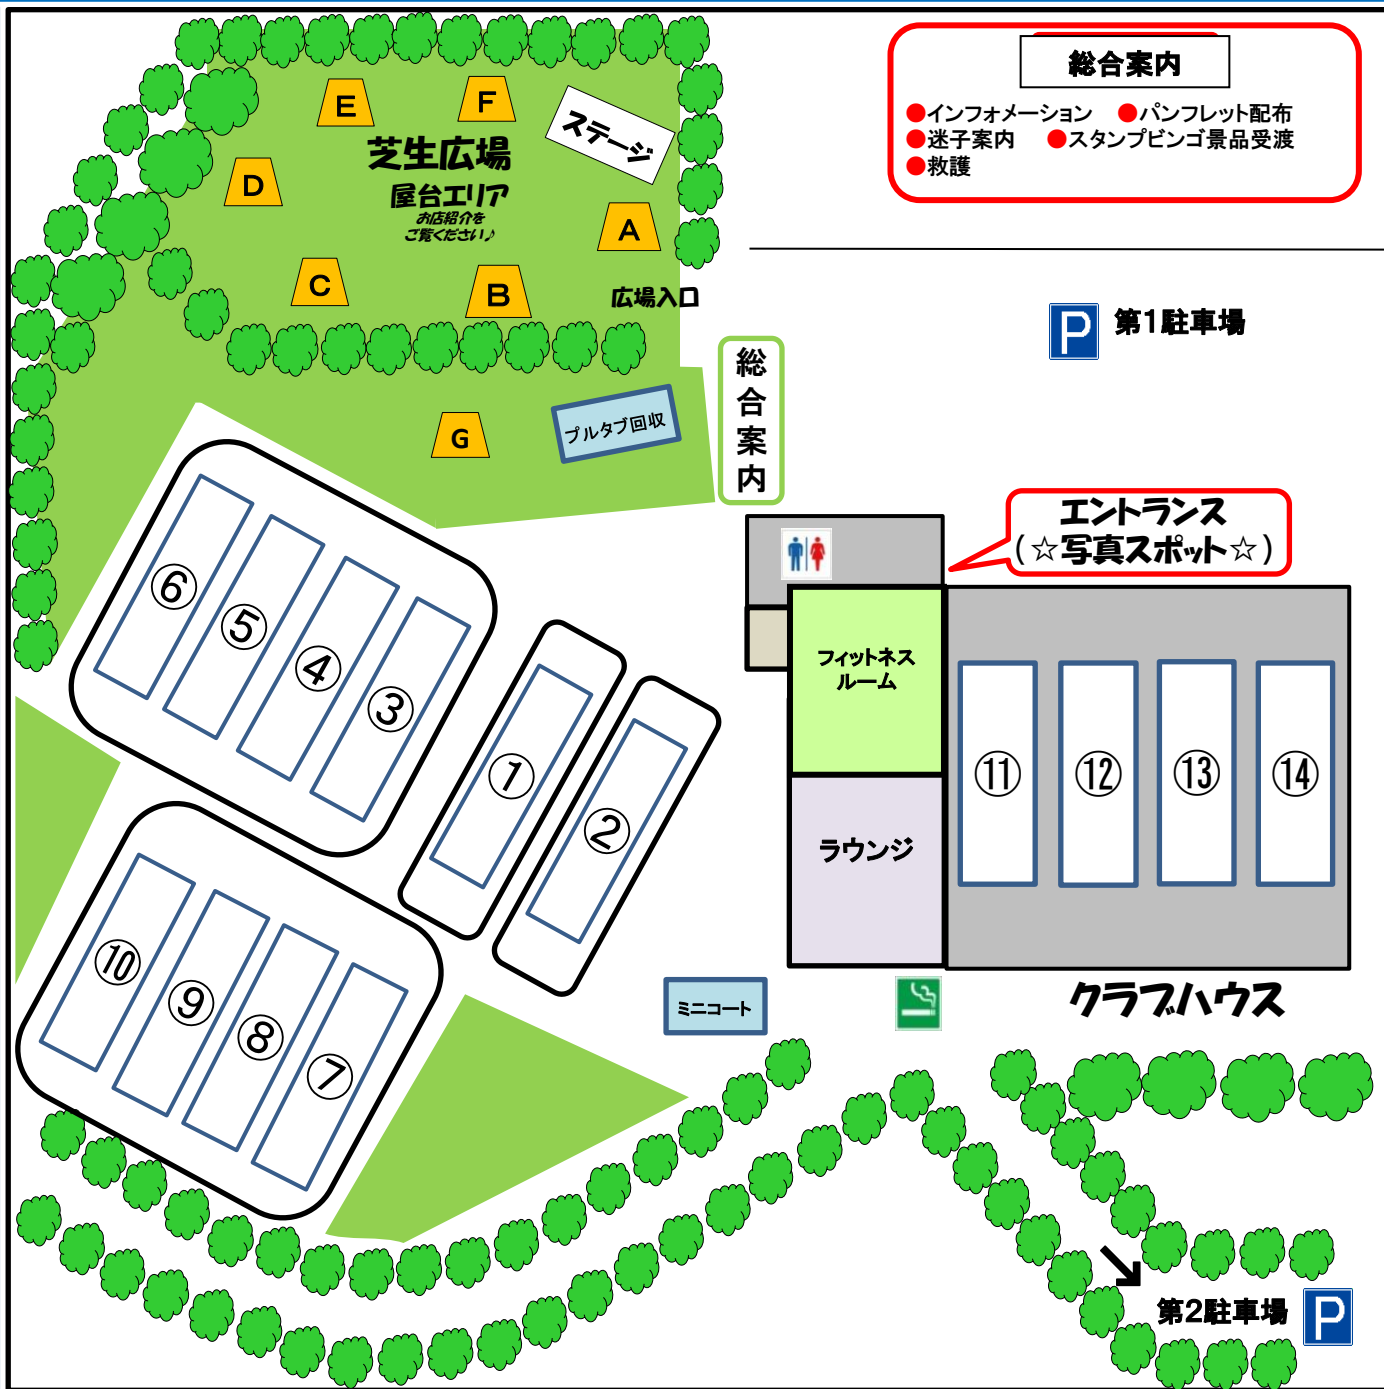 総合案内
●インフォメーション ●パンフレット配布
●迷子案内 ●スタンプビンゴ景品受渡
●救護
E
F
ステージ
芝生広場
D
屋台エリア
お店紹介を
ご覧ください♪
A
C
B
広場入口
P
第1駐車場
総合案内
G
プルタブ回収
エントランス
(☆写真スポット☆)
⑥
⑤
④
③
フィットネス
ルーム
①
②
⑪
⑫
⑬
⑭
ラウンジ
⑩
⑨
⑧
⑦
ミニコート
クラブハウス
第2駐車場
P